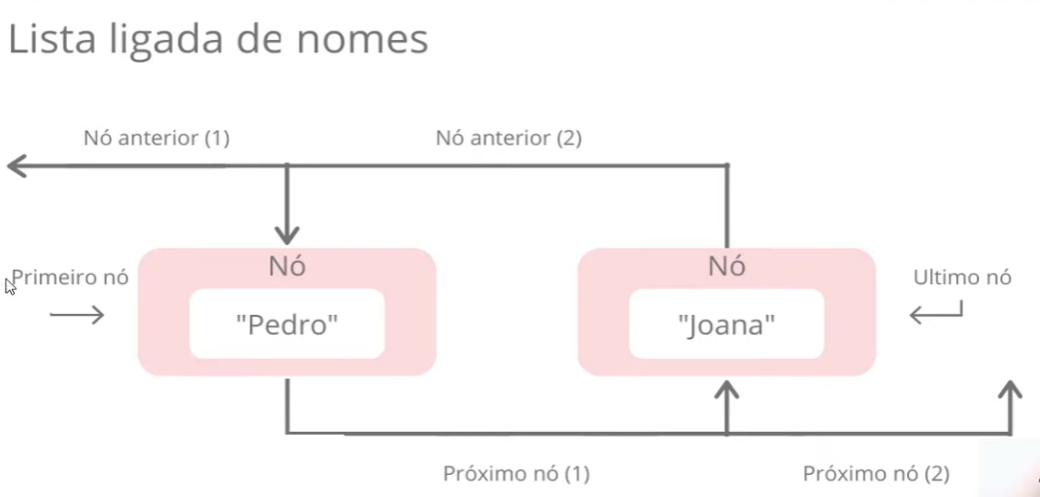 Lista ligada de nomes
Nó anterior (1)
Nó anterior (2)
Primeiro nó
Nó
"Pedro"
Nó
"Joana"
Ultimo nó
Próximo nó (1)
Próximo nó (2)